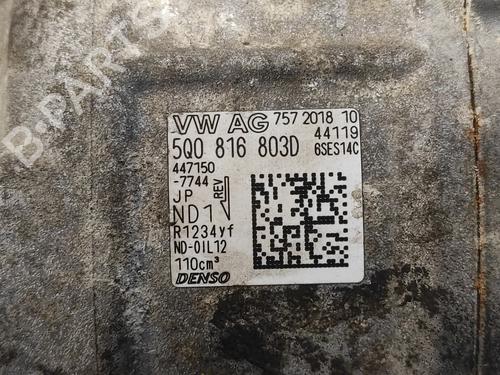 B-PARTS
VW AG 757 2018 10
44119
5Q0 816 803D 6SES14C
447150
-7744
JP
ND1 REV
R1234yf
ND-OIL12
110cm³
DENSO